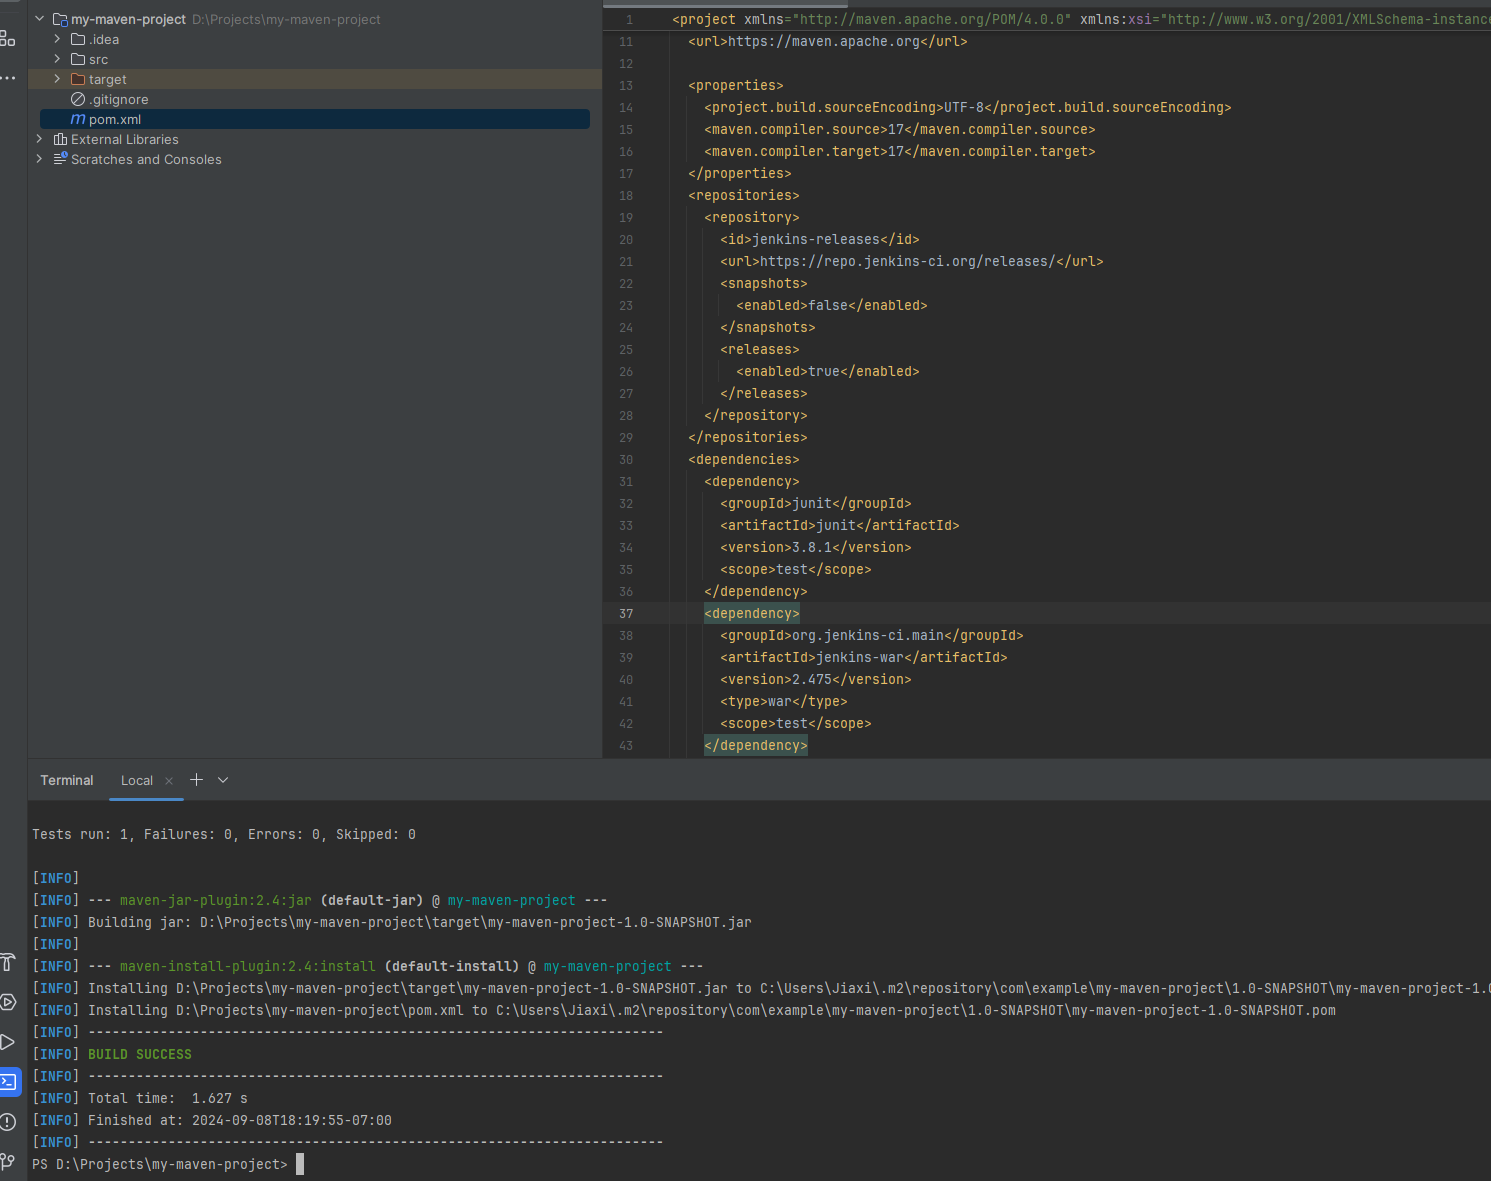 my-maven-project D:\Projects\my-maven-project
.idea
src
target
.gitignore
m pom.xml
External Libraries
Scratches and Consoles
1 <project xmlns="http://maven.apache.org/POM/4.0.0" xmlns:xsi="http://www.w3.org/2001/XMLSchema-instance
11 <url>https://maven.apache.org</url>
12
13 <properties>
14 <project.build.sourceEncoding>UTF-8</project.build.sourceEncoding>
15 <maven.compiler.source>17</maven.compiler.source>
16 <maven.compiler.target>17</maven.compiler.target>
17 </properties>
18 <repositories>
19 <repository>
20 <id>jenkins-releases</id>
21 <url>https://repo.jenkins-ci.org/releases/</url>
22 <snapshots>
23 <enabled>false</enabled>
24 </snapshots>
25 <releases>
26 <enabled>true</enabled>
27 </releases>
28 </repository>
29 </repositories>
30 <dependencies>
31 <dependency>
32 <groupId>junit</groupId>
33 <artifactId>junit</artifactId>
34 <version>3.8.1</version>
35 <scope>test</scope>
36 </dependency>
37 <dependency>
38 <groupId>org.jenkins-ci.main</groupId>
39 <artifactId>jenkins-war</artifactId>
40 <version>2.475</version>
41 <type>war</type>
42 <scope>test</scope>
43 </dependency>
Terminal Local
Tests run: 1, Failures: 0, Errors: 0, Skipped: 0
[INFO]
[INFO] --- maven-jar-plugin:2.4:jar (default-jar) @ my-maven-project ---
[INFO] Building jar: D:\Projects\my-maven-project\target\my-maven-project-1.0-SNAPSHOT.jar
[INFO]
[INFO] --- maven-install-plugin:2.4:install (default-install) @ my-maven-project ---
[INFO] Installing D:\Projects\my-maven-project\target\my-maven-project-1.0-SNAPSHOT.jar to C:\Users\Jiaxi\.m2\repository\com\example\my-maven-project\1.0-SNAPSHOT\my-maven-project-1.0
[INFO] Installing D:\Projects\my-maven-project\pom.xml to C:\Users\Jiaxi\.m2\repository\com\example\my-maven-project\1.0-SNAPSHOT\my-maven-project-1.0-SNAPSHOT.pom
[INFO] ------------------------------------------------------------------------
[INFO] BUILD SUCCESS
[INFO] ------------------------------------------------------------------------
[INFO] Total time:  1.627 s
[INFO] Finished at: 2024-09-08T18:19:55-07:00
[INFO] ------------------------------------------------------------------------
PS D:\Projects\my-maven-project>